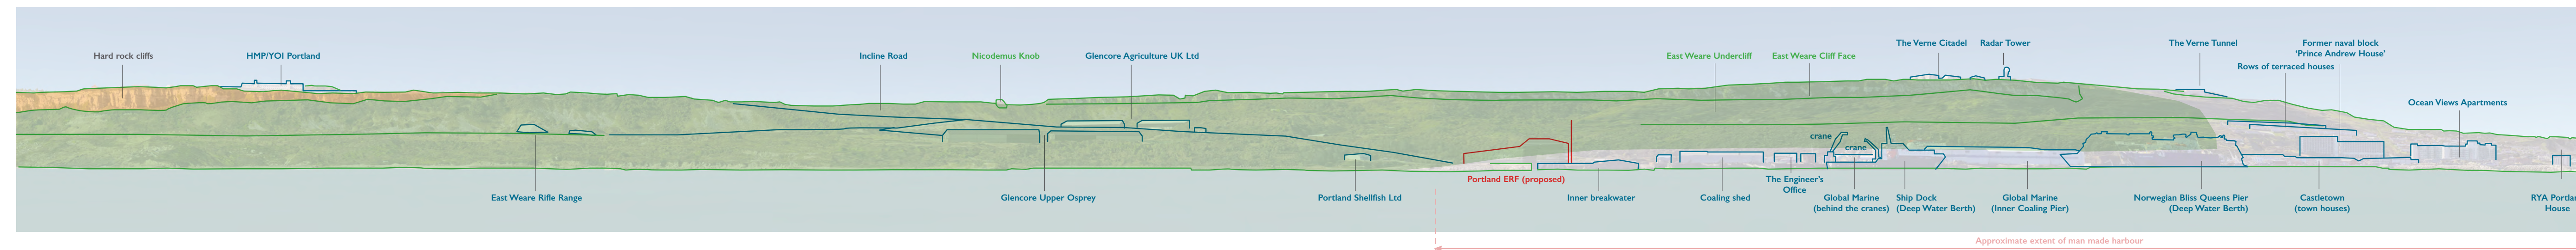 Hard rock cliffs
HMP/YOI Portland
Incline Road
Nicodemus Knob
Glencore Agriculture UK Ltd
East Weare Undercliff
East Weare Cliff Face
The Verne Citadel
Radar Tower
The Verne Tunnel
Former naval block
‘Prince Andrew House’
Rows of terraced houses
Ocean Views Apartments
crane
crane
East Weare Rifle Range
Glencore Upper Osprey
Portland Shellfish Ltd
Portland ERF (proposed)
Inner breakwater
Coaling shed
The Engineer’s
Office
Global Marine
(behind the cranes)
Ship Dock
(Deep Water Berth)
Global Marine
(Inner Coaling Pier)
Norwegian Bliss Queens Pier
(Deep Water Berth)
Castletown
(town houses)
RYA Portlan
House
Approximate extent of man made harbour